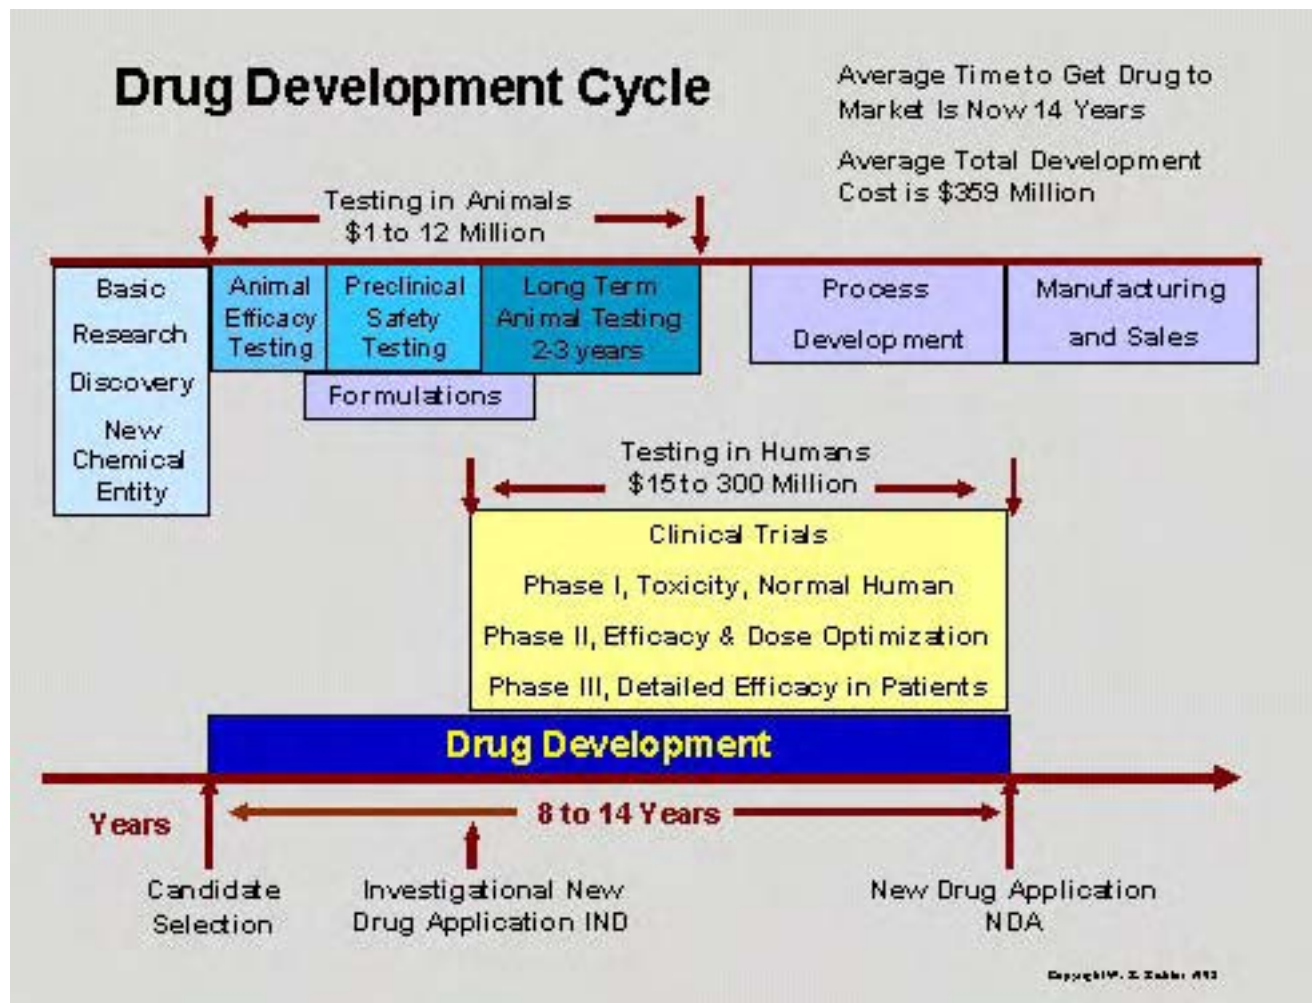 Drug Development Cycle
Average Time to Get Drug to
Market Is Now 14 Years
Average Total Development
Cost is $359 Million
Testing in Animals
$1 to 12 Million
Basic
Research
Discovery
New
Chemical
Entity
Animal
Efficacy
Testing
Preclinical
Safety
Testing
Long Term
Animal Testing
2-3 years
Formulations
Process
Development
Manufacturing
and Sales
Testing in Humans
$15 to 300 Million
Clinical Trials
Phase I, Toxicity, Normal Human
Phase II, Efficacy & Dose Optimization
Phase III, Detailed Efficacy in Patients
Drug Development
Years
8 to 14 Years
Candidate
Selection
Investigational New
Drug Application IND
New Drug Application
NDA
Copyright